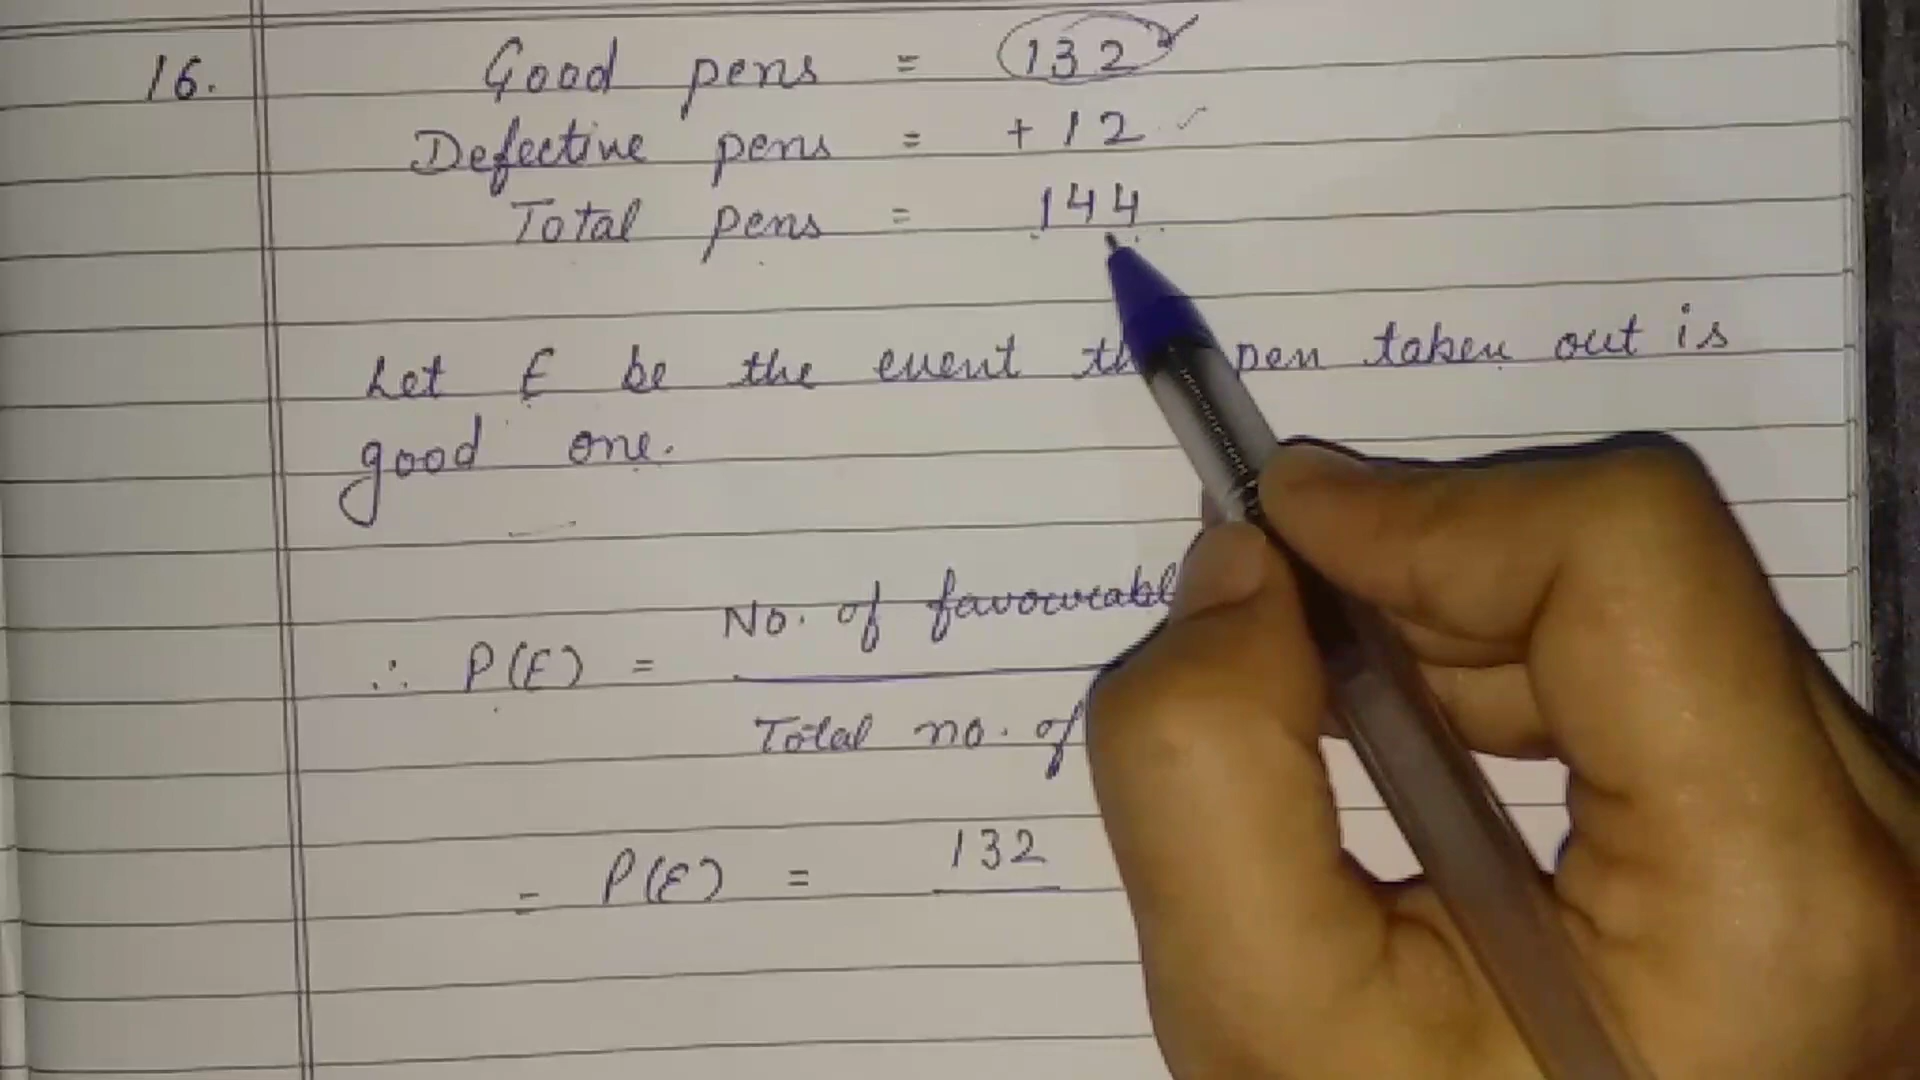 16. Good pens = 132
Defective pens = + 12
Total pens = 144
Let E be the event pen taken out is
good one.
No. of
∴ P(E) =
Total no. of
= P(E) = 132